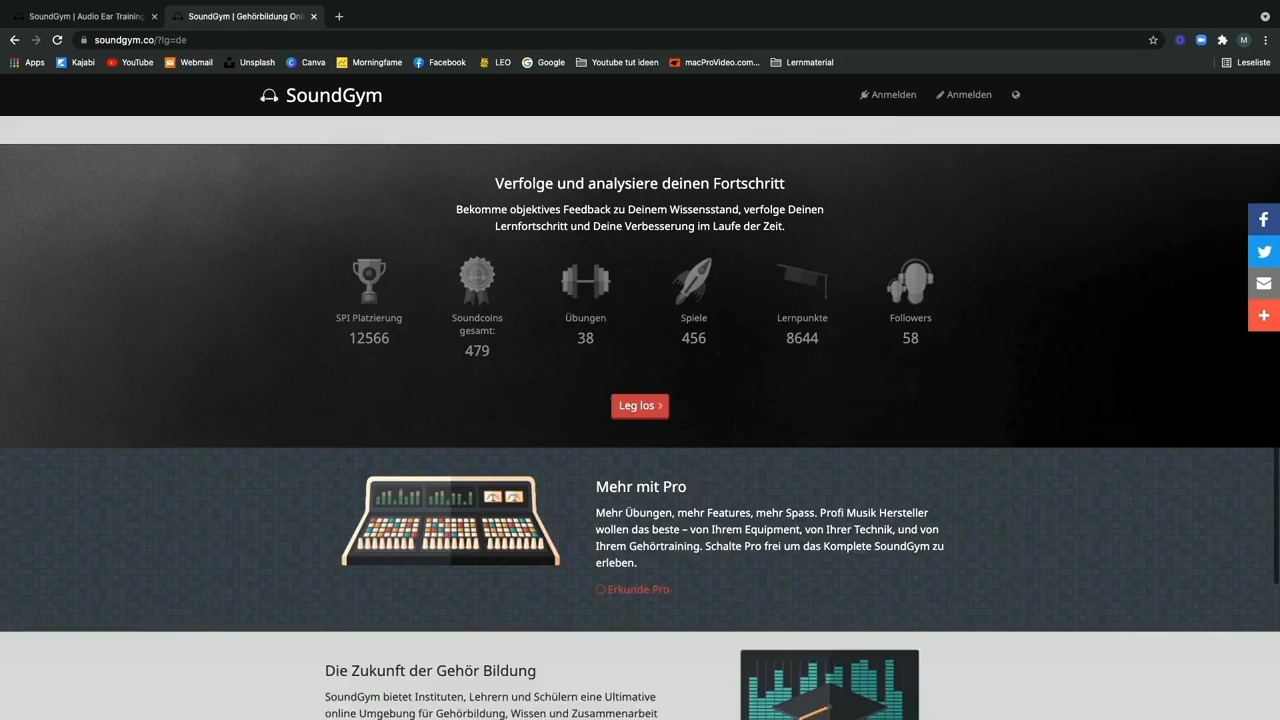 SoundGym | Audio Ear Training
SoundGym | Gehörbildung Onl
soundgym.co/?lg=de
M
Apps
Kajabi
YouTube
Webmail
Unsplash
Canva
Morningfame
Facebook
LEO
Google
Youtube tut ideen
macProVideo.com...
Lernmaterial
Leseliste
SoundGym
Anmelden
Anmelden
Verfolge und analysiere deinen Fortschritt
Bekomme objektives Feedback zu Deinem Wissensstand, verfolge Deinen
Lernfortschritt und Deine Verbesserung im Laufe der Zeit.
SPI Platzierung
12566
Soundcoins
gesamt:
479
Übungen
38
Spiele
456
Lernpunkte
8644
Followers
58
Leg los
Mehr mit Pro
Mehr Übungen, mehr Features, mehr Spass. Profi Musik Hersteller
wollen das beste – von Ihrem Equipment, von Ihrer Technik, und von
Ihrem Gehörtraining. Schalte Pro frei um das Komplete SoundGym zu
erleben.
Erkunde Pro
Die Zukunft der Gehör Bildung
SoundGym bietet Instituten, Lehrern und Schülern eine Ultimative
online Umgebung für Gehörbildung, Wissen und Zusammenarbeit